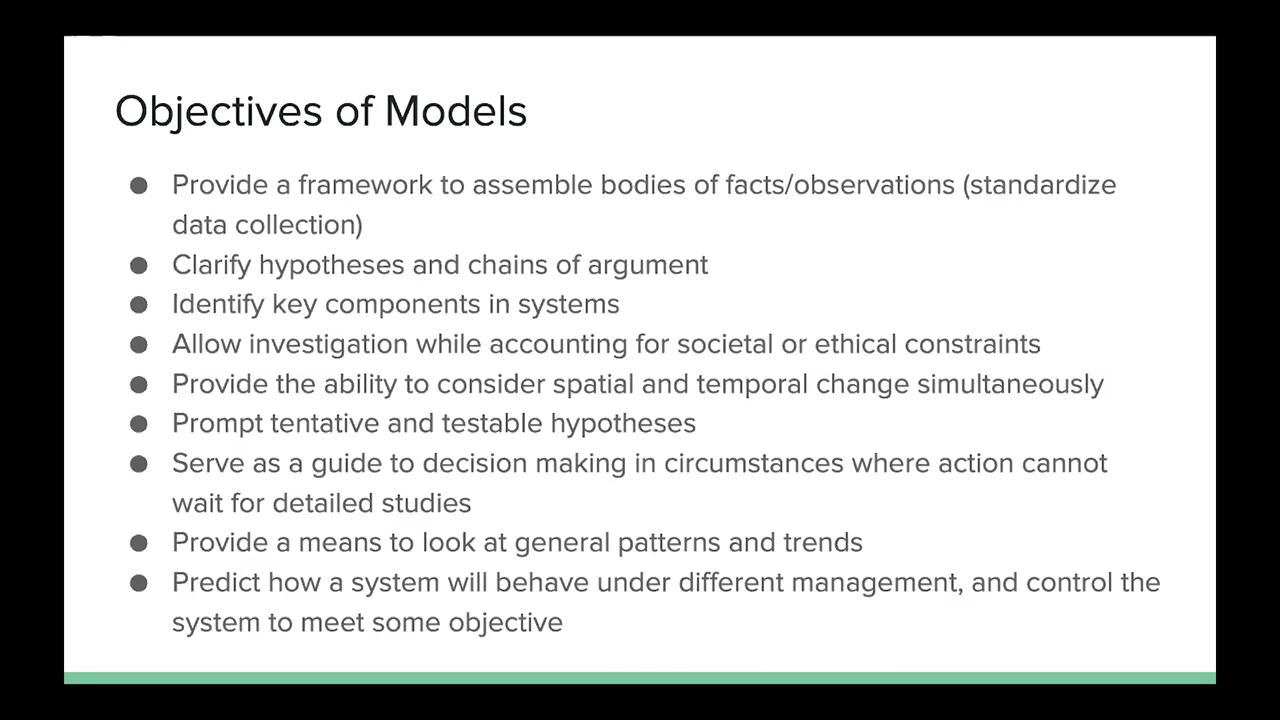 Objectives of Models
● Provide a framework to assemble bodies of facts/observations (standardize
data collection)
● Clarify hypotheses and chains of argument
● Identify key components in systems
● Allow investigation while accounting for societal or ethical constraints
● Provide the ability to consider spatial and temporal change simultaneously
● Prompt tentative and testable hypotheses
● Serve as a guide to decision making in circumstances where action cannot
wait for detailed studies
● Provide a means to look at general patterns and trends
● Predict how a system will behave under different management, and control the
system to meet some objective